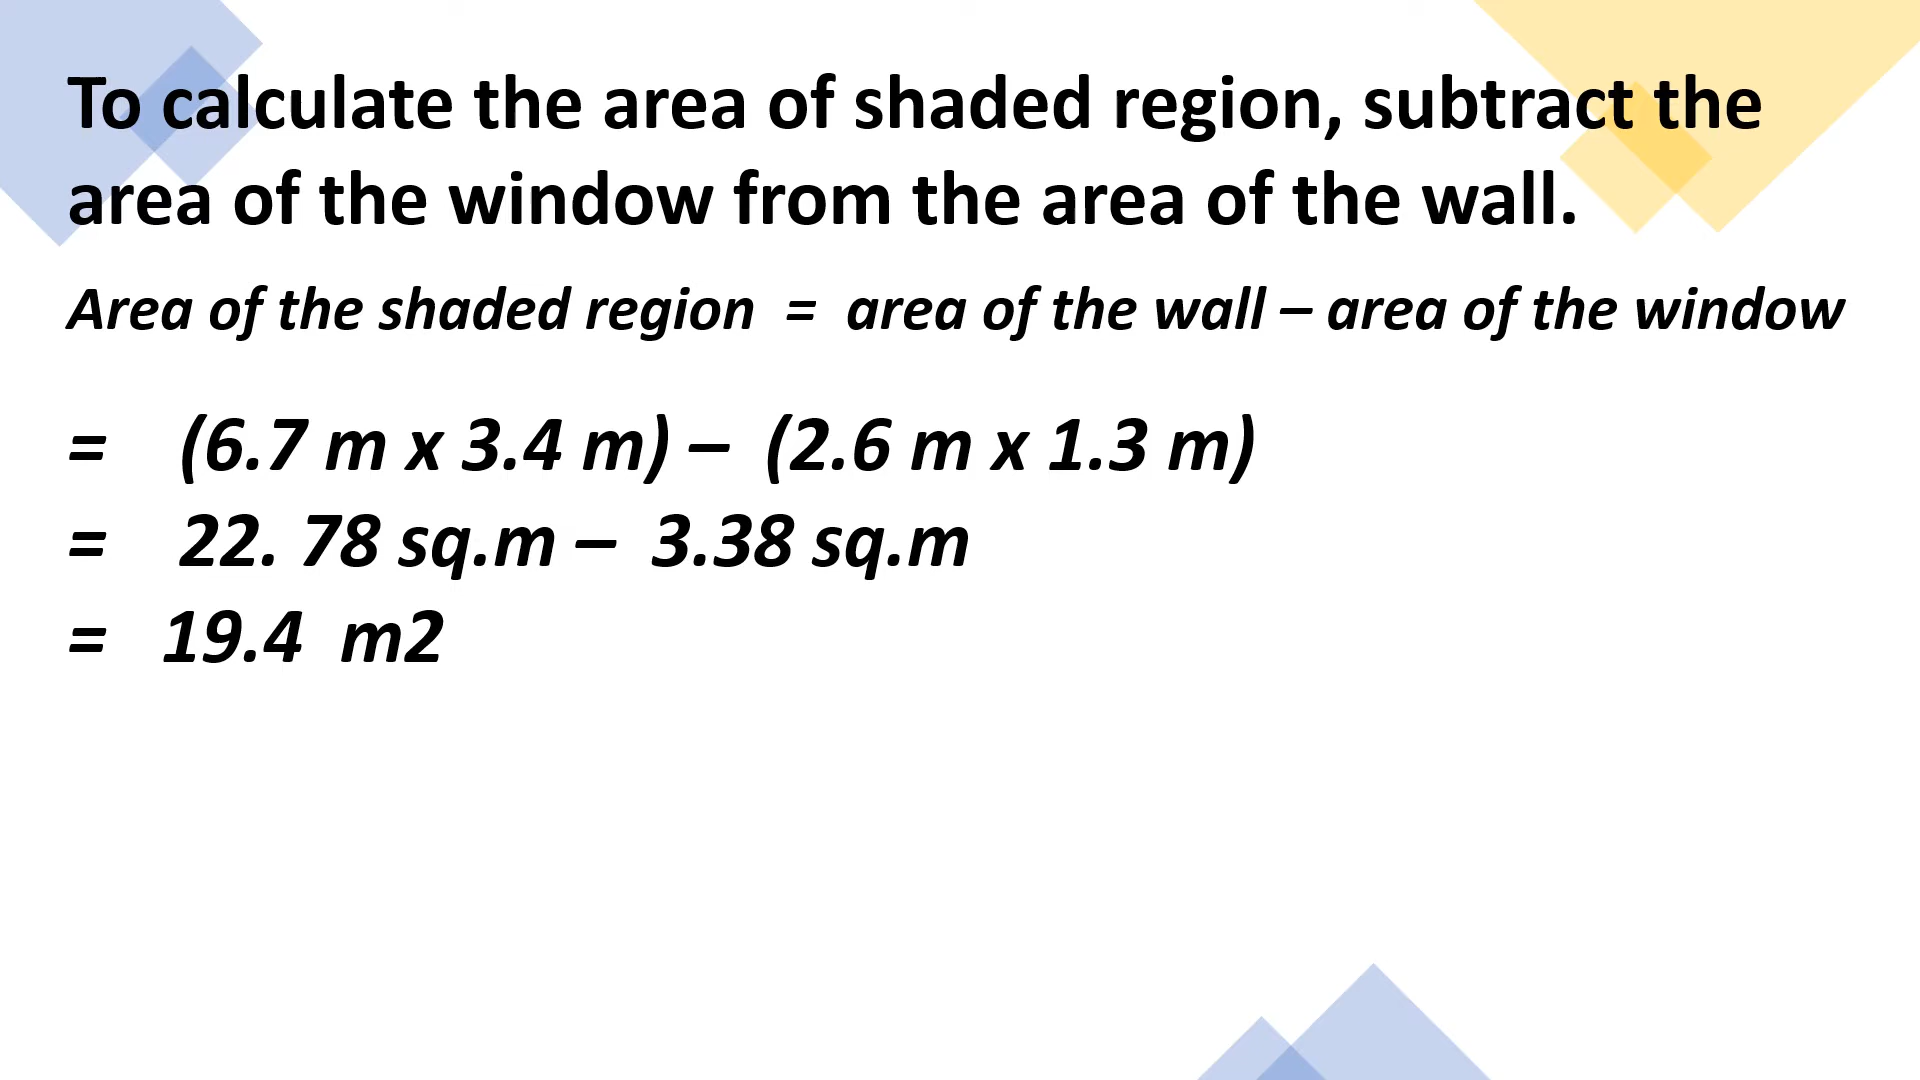 To calculate the area of shaded region, subtract the
area of the window from the area of the wall.
Area of the shaded region = area of the wall – area of the window
= (6.7 m x 3.4 m) – (2.6 m x 1.3 m)
= 22. 78 sq.m – 3.38 sq.m
= 19.4 m2